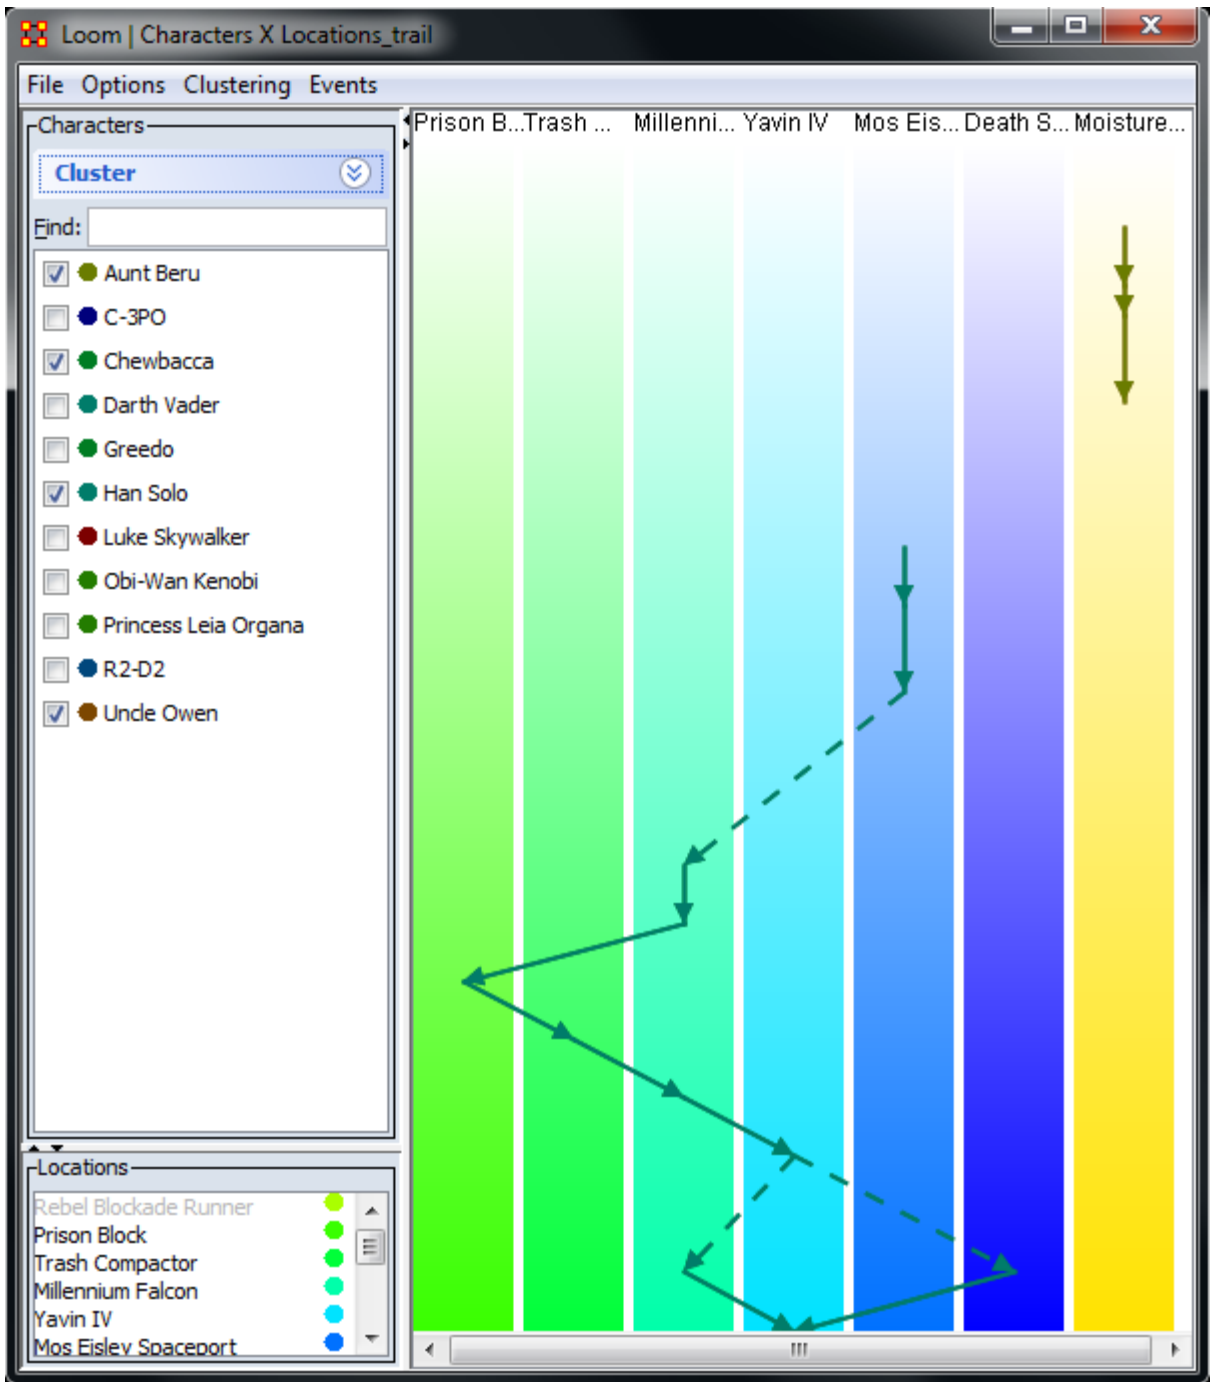 Loom | Characters X Locations_trail
File Options Clustering Events
Characters
Cluster
Find:
Aunt Beru
C-3PO
Chewbacca
Darth Vader
Greedo
Han Solo
Luke Skywalker
Obi-Wan Kenobi
Princess Leia Organa
R2-D2
Uncle Owen
Locations
Rebel Blockade Runner
Prison Block
Trash Compactor
Millennium Falcon
Yavin IV
Mos Eisley Spaceport
Prison B... Trash ... Millenni... Yavin IV Mos Eis... Death S... Moisture...